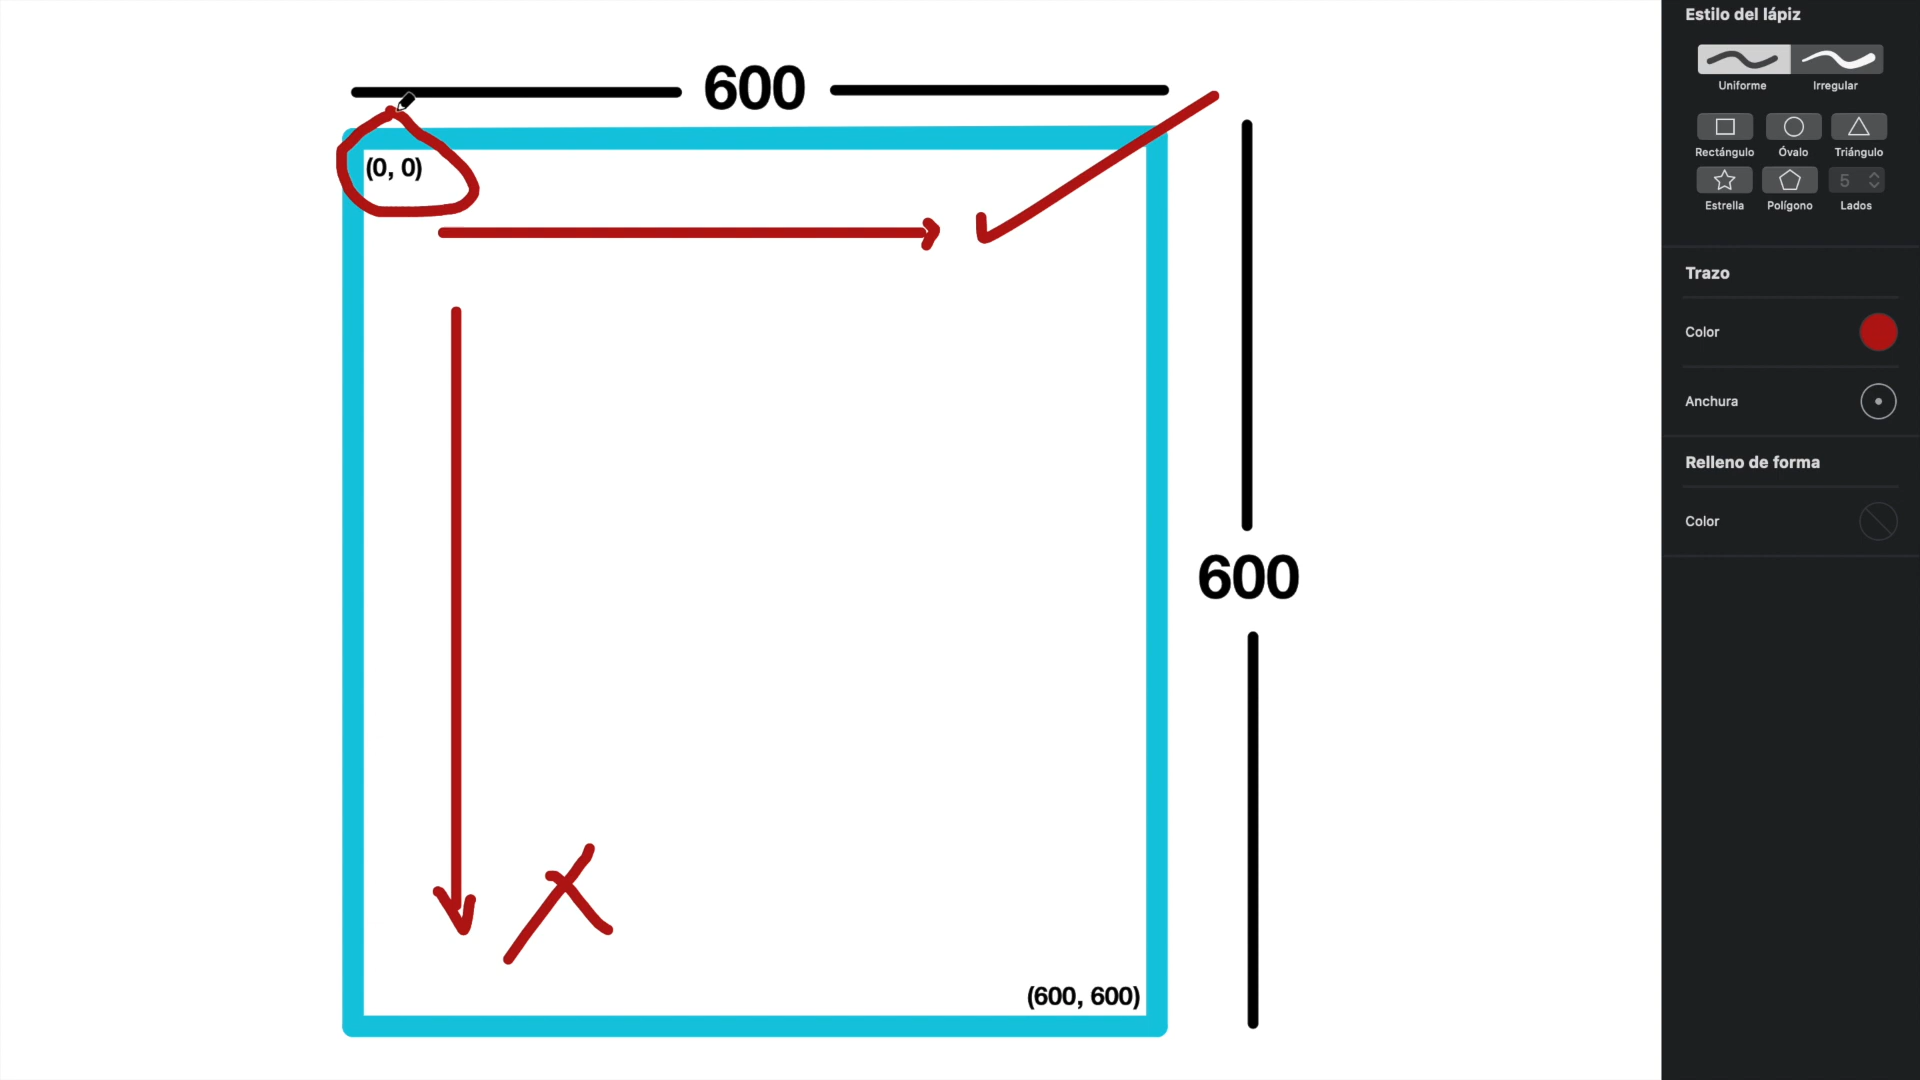 600
(0, 0)
600
(600, 600)
X
Estilo del lápiz
Uniforme Irregular
Rectángulo Óvalo Triángulo
5
Estrella Polígono Lados
Trazo
Color
Anchura
Relleno de forma
Color